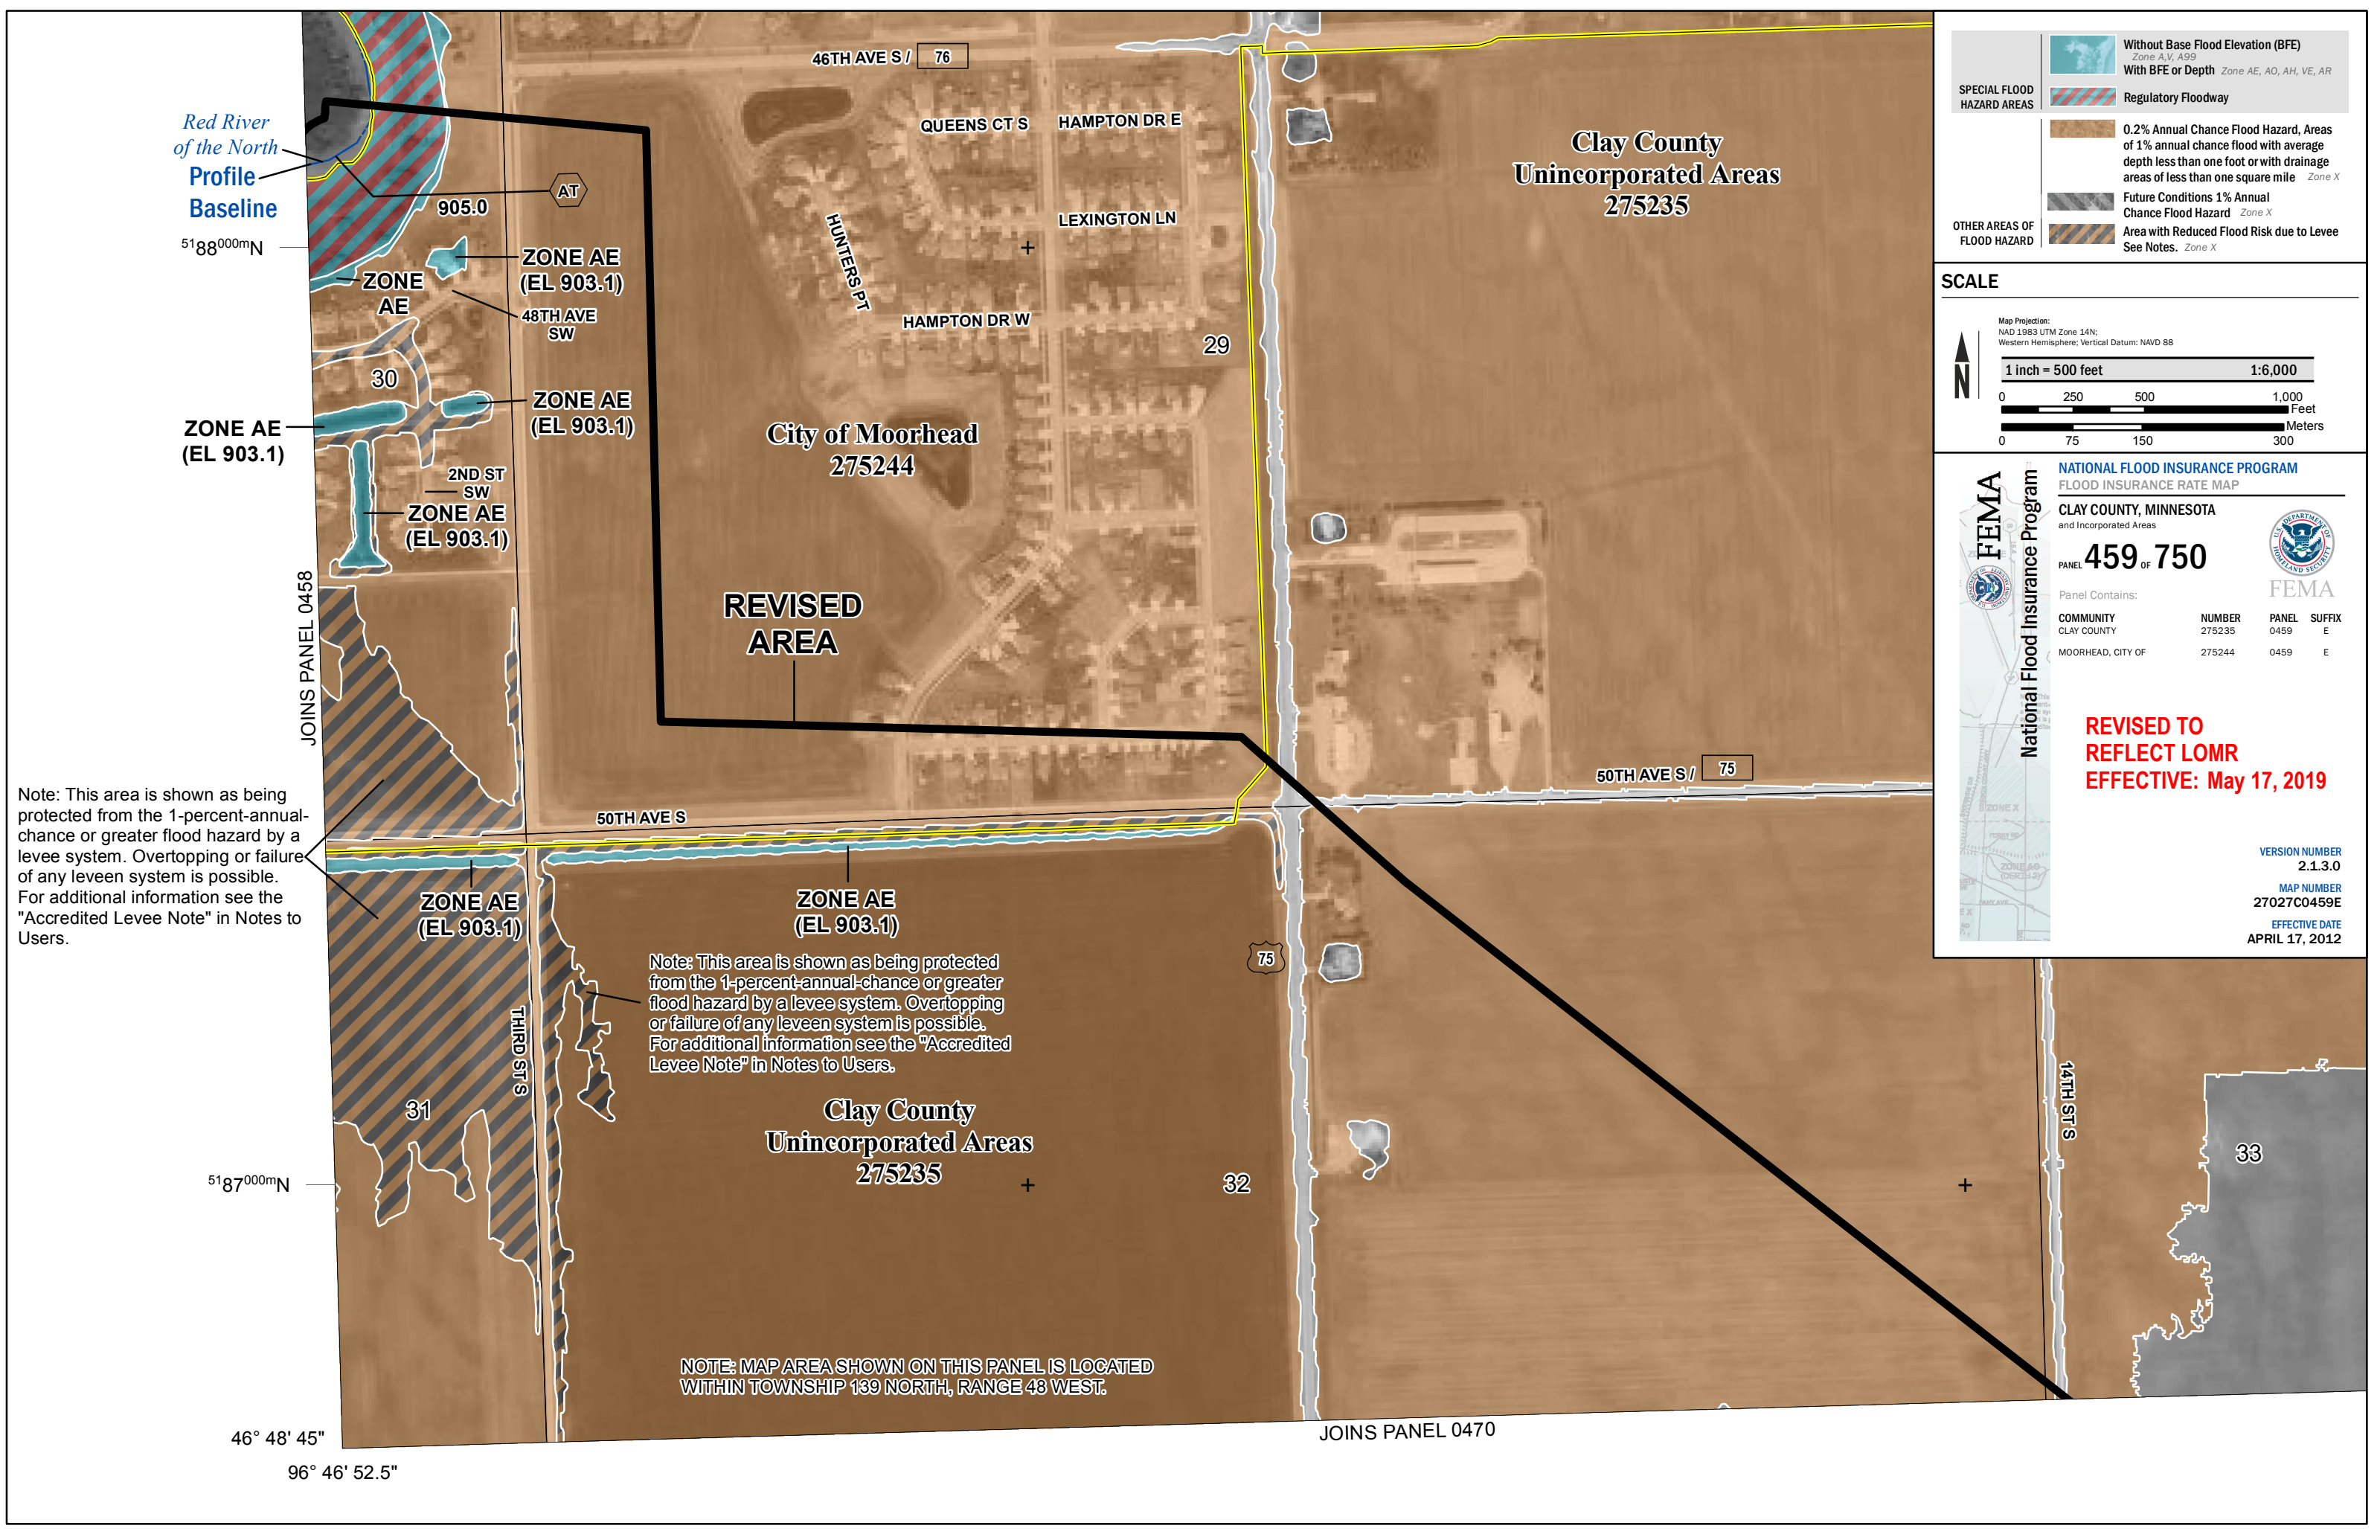 46TH AVE S / 76
Red River
of the North
Profile
Baseline
QUEENS CT S
HAMPTON DR E
AT
905.0
LEXINGTON LN
HUNTERS PT
5188000mN
ZONE AE
(EL 903.1)
ZONE
AE
48TH AVE
SW
HAMPTON DR W
29
30
ZONE AE
(EL 903.1)
ZONE AE
(EL 903.1)
City of Moorhead
275244
2ND ST
SW
ZONE AE
(EL 903.1)
Clay County
Unincorporated Areas
275235
JOINS PANEL 0458
REVISED
AREA
50TH AVE S / 75
50TH AVE S
Note: This area is shown as being
protected from the 1-percent-annual-
chance or greater flood hazard by a
levee system. Overtopping or failure
of any leveen system is possible.
For additional information see the
"Accredited Levee Note" in Notes to
Users.
ZONE AE
(EL 903.1)
ZONE AE
(EL 903.1)
Note: This area is shown as being protected
from the 1-percent-annual-chance or greater
flood hazard by a levee system. Overtopping
or failure of any leveen system is possible.
For additional information see the "Accredited
Levee Note" in Notes to Users.
75
THIRD ST S
31
Clay County
Unincorporated Areas
275235
32
14TH ST S
33
5187000mN
NOTE: MAP AREA SHOWN ON THIS PANEL IS LOCATED
WITHIN TOWNSHIP 139 NORTH, RANGE 48 WEST.
JOINS PANEL 0470
46° 48' 45"
96° 46' 52.5"
SPECIAL FLOOD
HAZARD AREAS
Without Base Flood Elevation (BFE)
Zone A,V, A99
With BFE or Depth Zone AE, AO, AH, VE, AR
Regulatory Floodway
OTHER AREAS OF
FLOOD HAZARD
0.2% Annual Chance Flood Hazard, Areas
of 1% annual chance flood with average
depth less than one foot or with drainage
areas of less than one square mile Zone X
Future Conditions 1% Annual
Chance Flood Hazard Zone X
Area with Reduced Flood Risk due to Levee
See Notes. Zone X
SCALE
N
Map Projection:
NAD 1983 UTM Zone 14N;
Western Hemisphere; Vertical Datum: NAVD 88
1 inch = 500 feet 1:6,000
0 250 500 1,000
Feet
Meters
0 75 150 300
FEMA
National Flood Insurance Program
NATIONAL FLOOD INSURANCE PROGRAM
FLOOD INSURANCE RATE MAP
CLAY COUNTY, MINNESOTA
and Incorporated Areas
PANEL 459 OF 750
FEMA
Panel Contains:
COMMUNITY NUMBER PANEL SUFFIX
CLAY COUNTY 275235 0459 E
MOORHEAD, CITY OF 275244 0459 E
REVISED TO
REFLECT LOMR
EFFECTIVE: May 17, 2019
VERSION NUMBER
2.1.3.0
MAP NUMBER
27027C0459E
EFFECTIVE DATE
APRIL 17, 2012